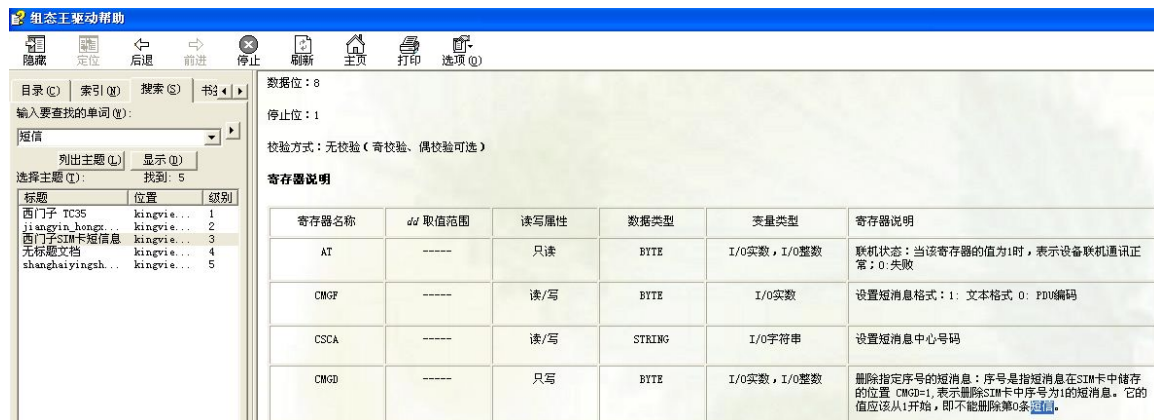 组态王驱动帮助
隐藏 定位 后退 前进 停止 刷新 主页 打印 选项(O)
目录(C) 索引(N) 搜索(S)
输入要查找的单词(W):
短信
列出主题(L) 显示(D)
选择主题(T): 找到: 5
标题 位置 级别
西门子 TC35 kingvie... 1
jiangyin_hongx... kingvie... 2
西门子SIM卡短信息 kingvie... 3
无标题文档 kingvie... 4
shanghaiyingsh... kingvie... 5
数据位：8
停止位：1
校验方式：无校验（奇校验、偶校验可选）
寄存器说明
寄存器名称 dd 取值范围 读写属性 数据类型 变量类型 寄存器说明
AT ----- 只读 BYTE I/O实数，I/O整数 联机状态：当该寄存器的值为1时，表示设备联机通讯正
常；0:失败
CMGF ----- 读/写 BYTE I/O实数 设置短消息格式：1: 文本格式 0: PDU编码
CSCA ----- 读/写 STRING I/O字符串 设置短消息中心号码
CMGD ----- 只写 BYTE I/O实数，I/O整数 删除指定序号的短消息：序号是指短消息在SIM卡中储存
的位置 CMGD=1,表示删除SIM卡中序号为1的短消息。它的
值应该从1开始，即不能删除第0条短信。